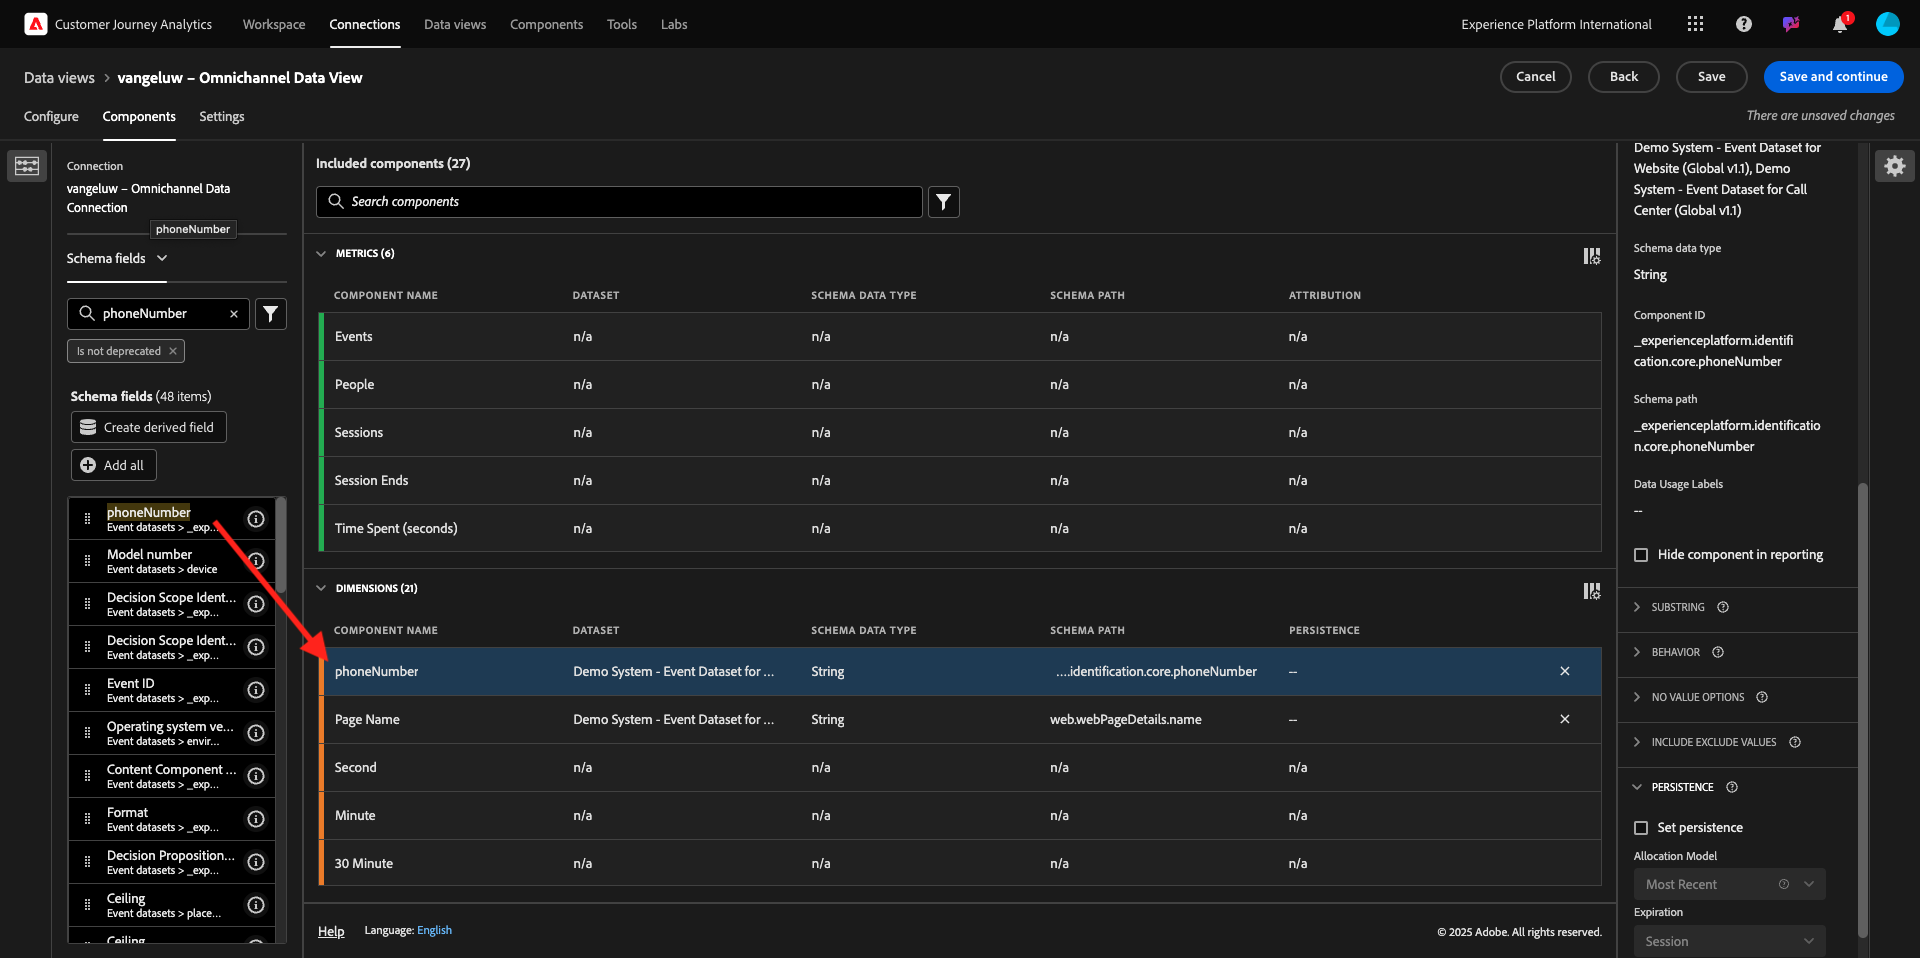 Customer Journey Analytics
Workspace
Connections
Data views
Components
Tools
Labs
Experience Platform International
1
Data views > vangeluw – Omnichannel Data View
Cancel
Back
Save
Save and continue
Configure
Components
Settings
There are unsaved changes
Connection
vangeluw – Omnichannel Data
Connection
phoneNumber
Schema fields
phoneNumber
Is not deprecated
Schema fields (48 items)
Create derived field
Add all
phoneNumber
Event datasets > _exp...
Model number
Event datasets > device
Decision Scope Ident...
Event datasets > _exp...
Decision Scope Ident...
Event datasets > _exp...
Event ID
Event datasets > _exp...
Operating system ve...
Event datasets > envir...
Content Component ...
Event datasets > _exp...
Format
Event datasets > _exp...
Decision Proposition...
Event datasets > _exp...
Ceiling
Event datasets > place...
Ceiling
Included components (27)
Search components
METRICS (6)
COMPONENT NAME DATASET SCHEMA DATA TYPE SCHEMA PATH ATTRIBUTION
Events n/a n/a n/a n/a
People n/a n/a n/a n/a
Sessions n/a n/a n/a n/a
Session Ends n/a n/a n/a n/a
Time Spent (seconds) n/a n/a n/a n/a
DIMENSIONS (21)
COMPONENT NAME DATASET SCHEMA DATA TYPE SCHEMA PATH PERSISTENCE
phoneNumber Demo System - Event Dataset for ... String ....identification.core.phoneNumber --
Page Name Demo System - Event Dataset for ... String web.webPageDetails.name --
Second n/a n/a n/a n/a
Minute n/a n/a n/a n/a
30 Minute n/a n/a n/a n/a
Help
Language: English
© 2025 Adobe. All rights reserved.
Demo System - Event Dataset for
Website (Global v1.1), Demo
System - Event Dataset for Call
Center (Global v1.1)
Schema data type
String
Component ID
_experienceplatform.identifi
cation.core.phoneNumber
Schema path
_experienceplatform.identificatio
n.core.phoneNumber
Data Usage Labels
--
Hide component in reporting
SUBSTRING
BEHAVIOR
NO VALUE OPTIONS
INCLUDE EXCLUDE VALUES
PERSISTENCE
Set persistence
Allocation Model
Most Recent
Expiration
Session